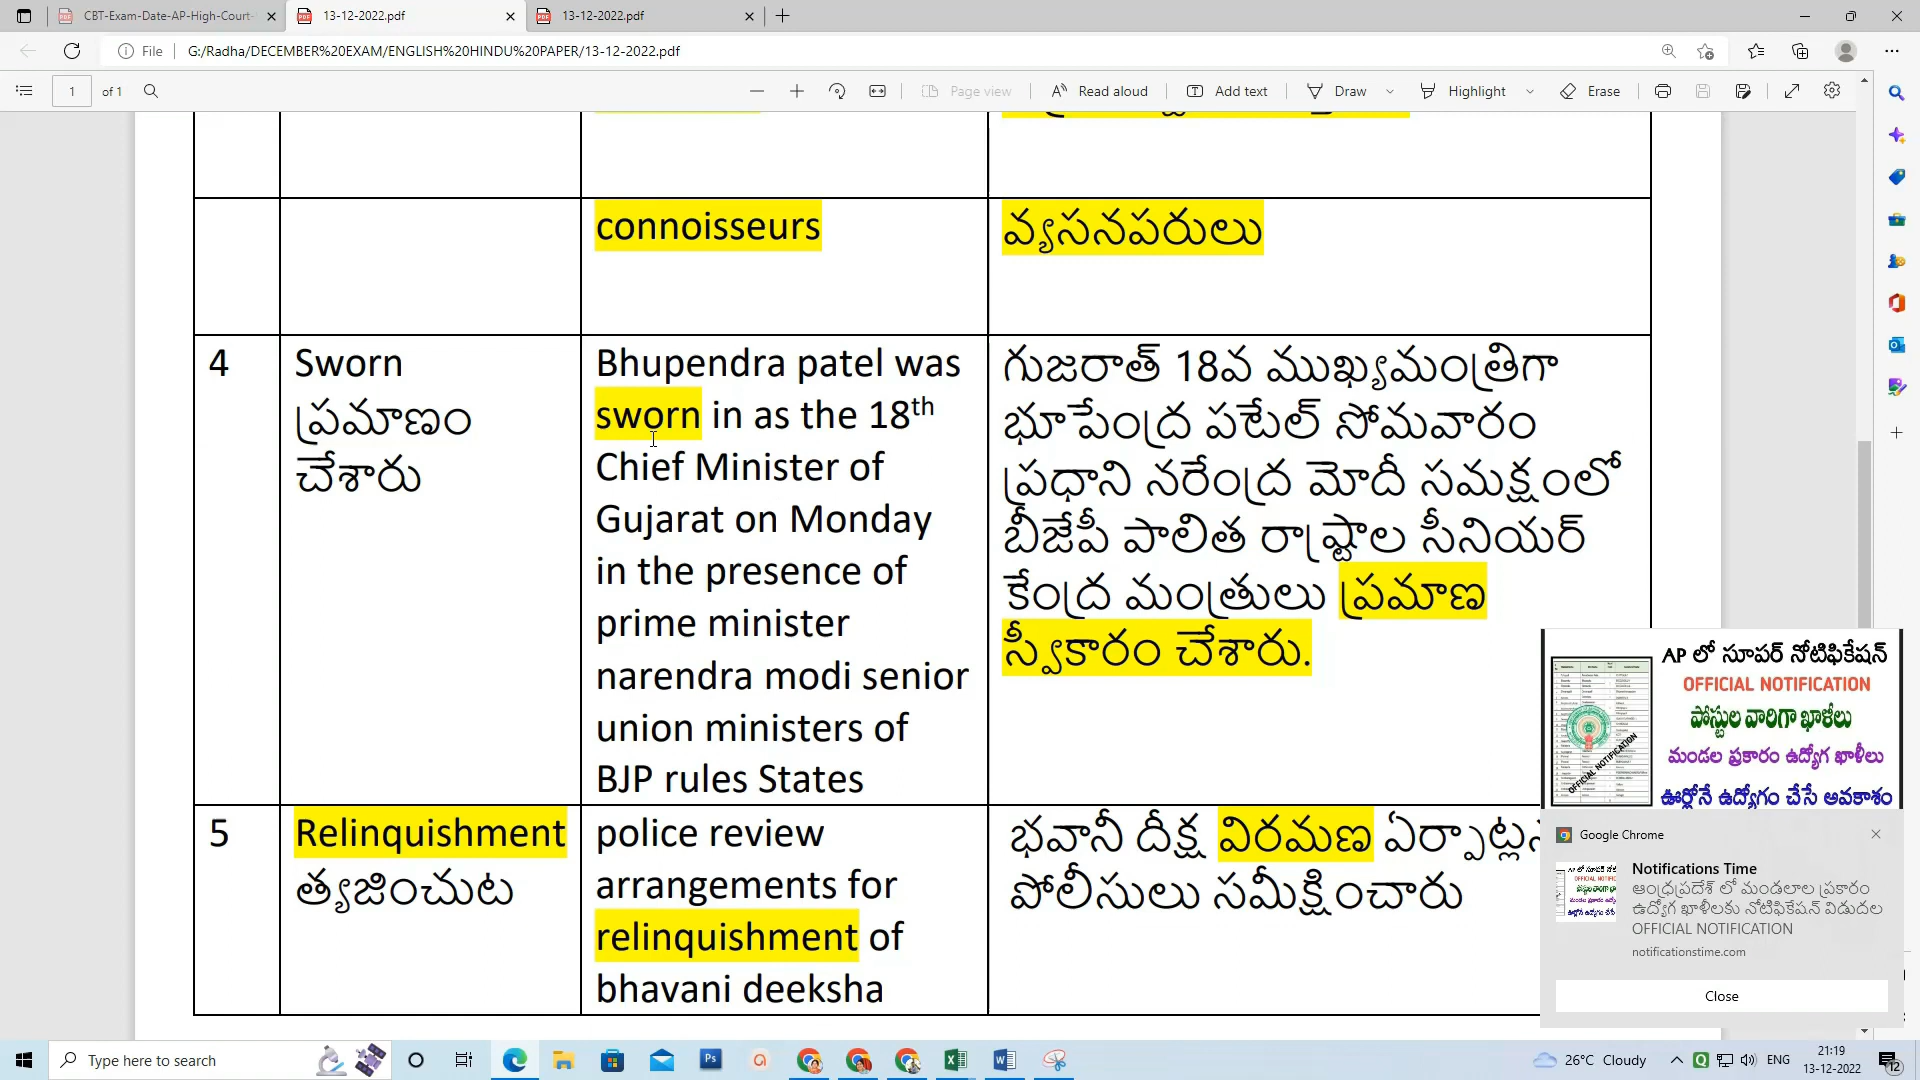 CBT-Exam-Date-AP-High-Court-
13-12-2022.pdf
13-12-2022.pdf
File
G:/Radha/DECEMBER%20EXAM/ENGLISH%20HINDU%20PAPER/13-12-2022.pdf
1 of 1
Page view
Read aloud
Add text
Draw
Highlight
Erase
connoisseurs
వ్యసనపరులు
4
Sworn
ప్రమాణం
చేశారు
Bhupendra patel was
sworn in as the 18th
Chief Minister of
Gujarat on Monday
in the presence of
prime minister
narendra modi senior
union ministers of
BJP rules States
గుజరాత్ 18వ ముఖ్యమంత్రిగా
భూపేంద్ర పటేల్ సోమవారం
ప్రధాని నరేంద్ర మోదీ సమక్షంలో
బీజేపీ పాలిత రాష్ట్రాల సీనియర్
కేంద్ర మంత్రులు ప్రమాణ
స్వీకారం చేశారు.
5
Relinquishment
త్యజించుట
police review
arrangements for
relinquishment of
bhavani deeksha
భవానీ దీక్ష విరమణ ఏర్పాట్లన
పోలీసులు సమీక్షించారు
AP లో సూపర్ నోటిఫికేషన్
OFFICIAL NOTIFICATION
పోస్టుల వారిగా ఖాళీలు
మండల ప్రకారం ఉద్యోగ ఖాళీలు
ఊర్లోనే ఉద్యోగం చేసే అవకాశం
OFFICIAL NOTIFICATION
Google Chrome
Notifications Time
ఆంధ్రప్రదేశ్ లో మండలాల ప్రకారం
ఉద్యోగ ఖాళీలకు నోటిఫికేషన్ విడుదల
OFFICIAL NOTIFICATION
notificationstime.com
Close
Type here to search
26°C Cloudy
ENG
21:19
13-12-2022
12